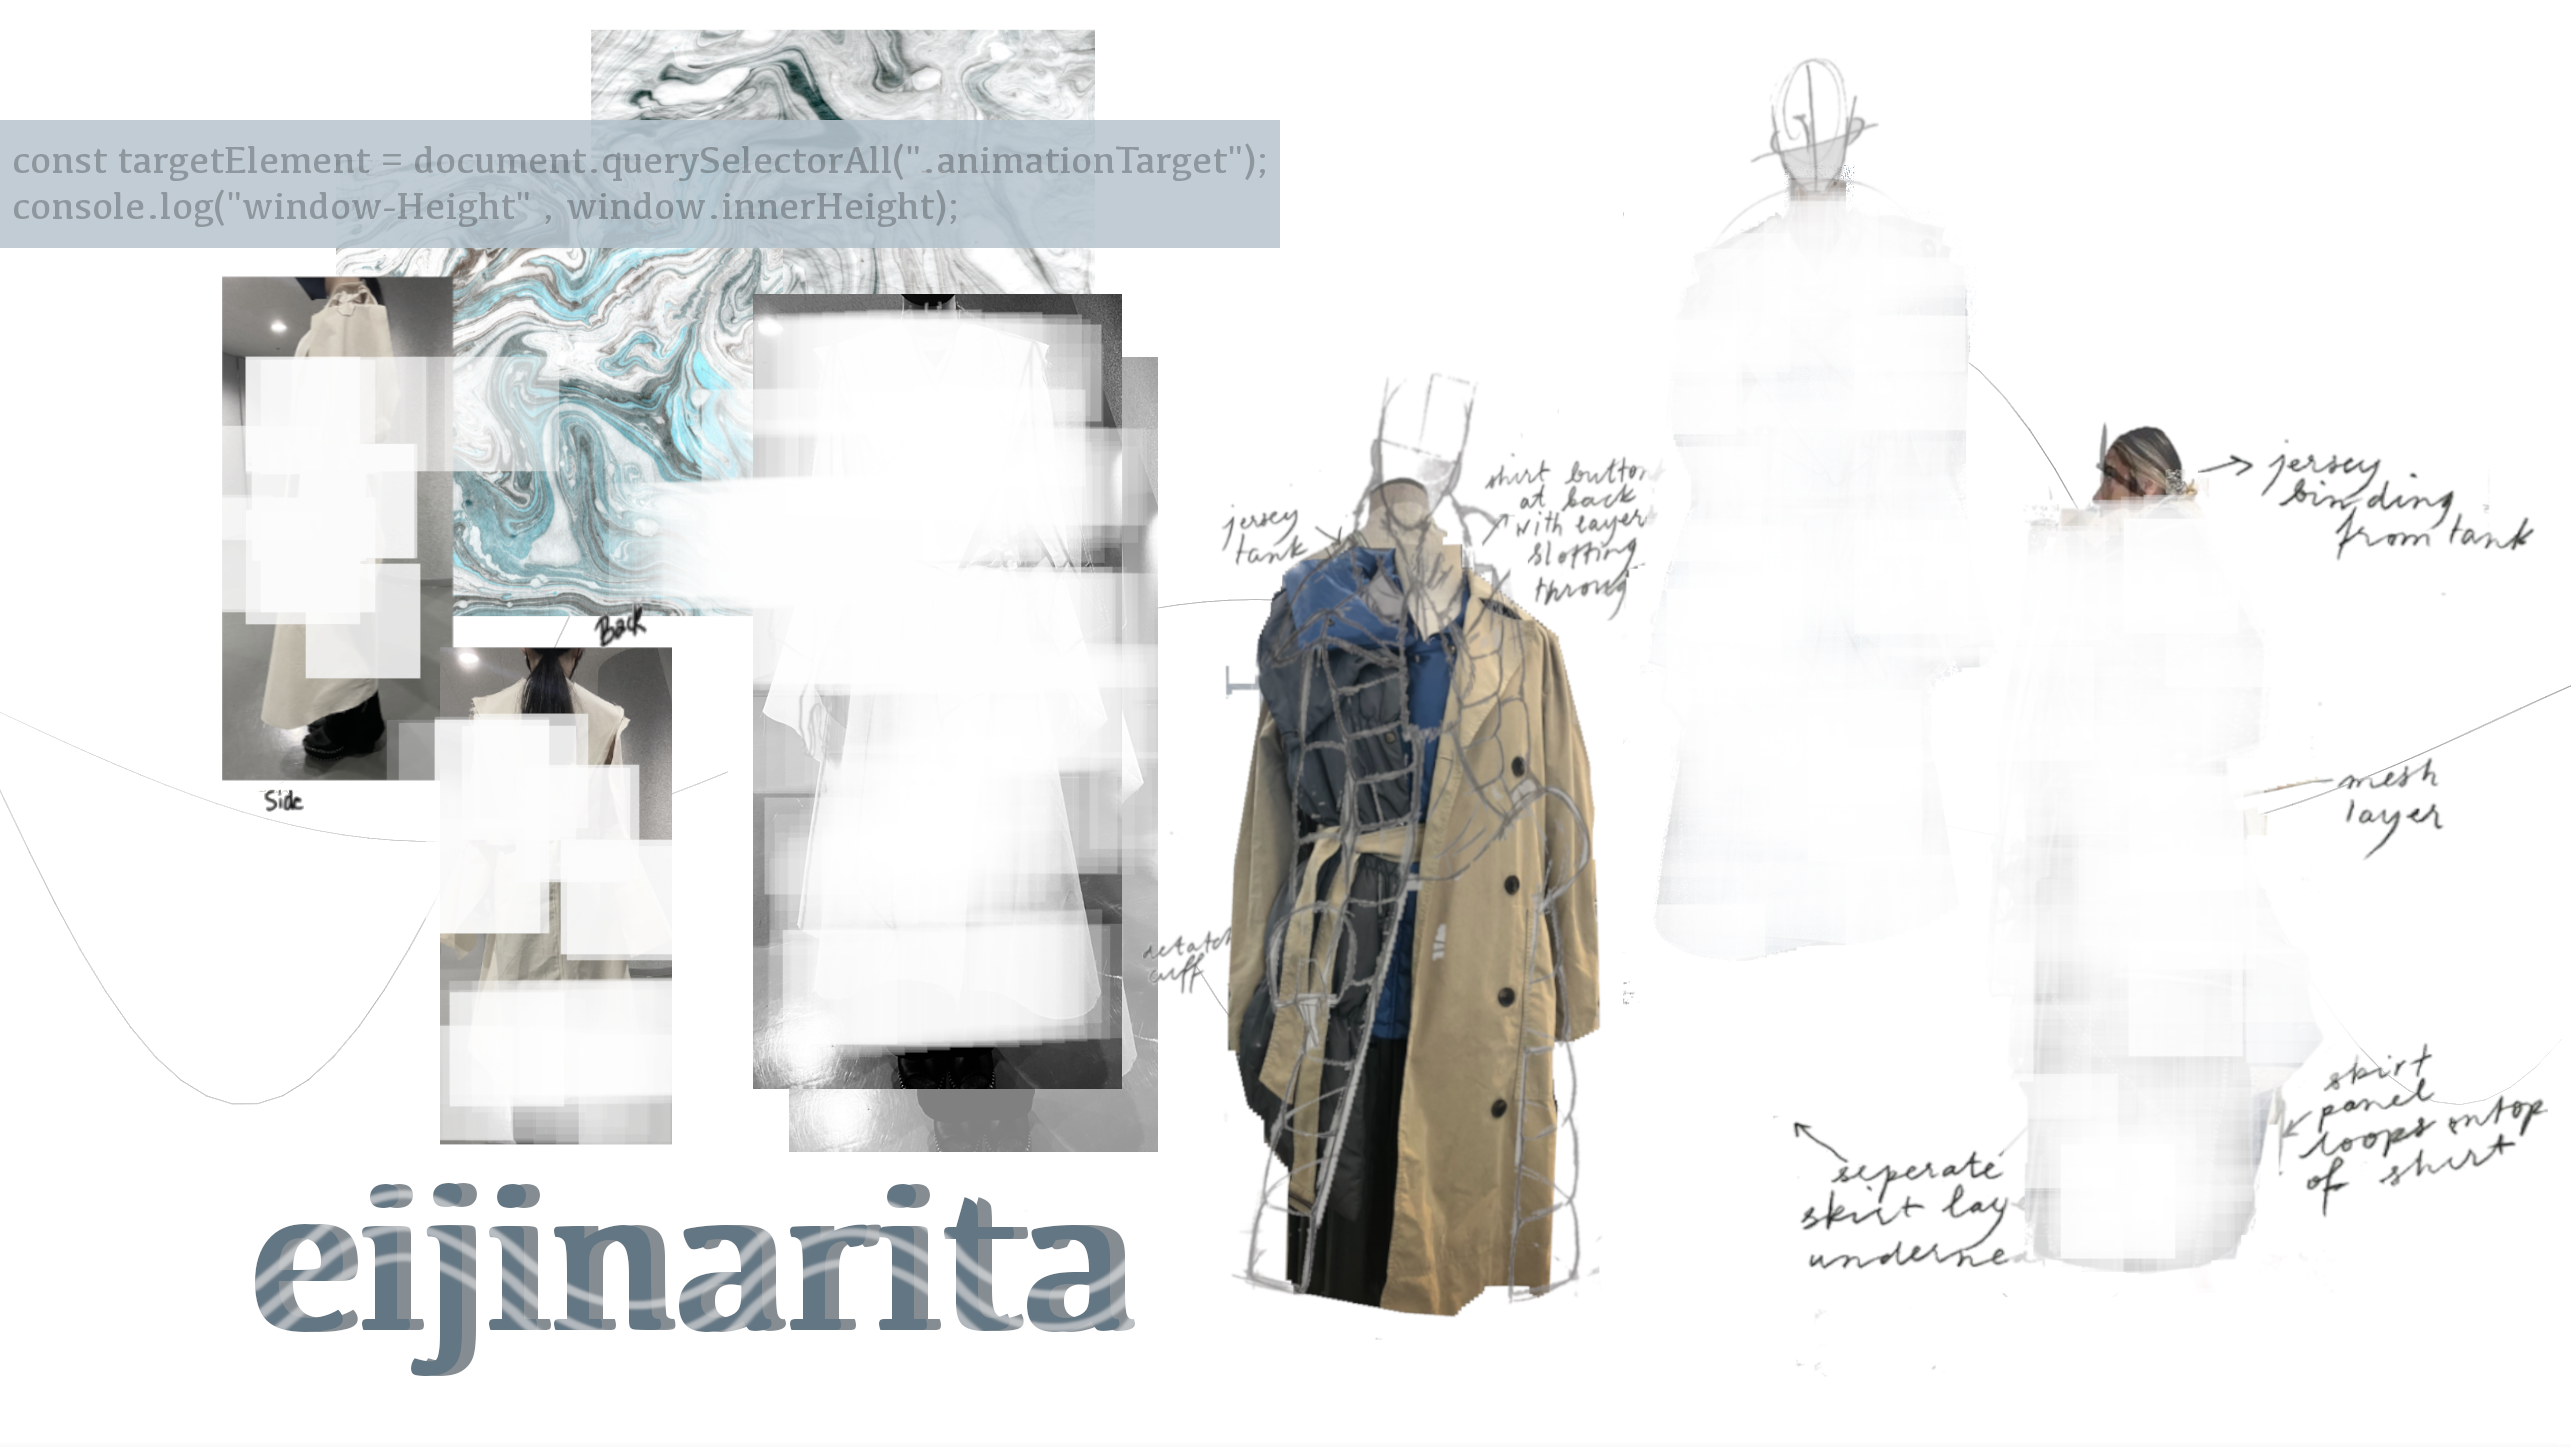 const targetElement = document.querySelectorAll(".animationTarget");
console.log("window-Height" , window.innerHeight);
Back
Side
eijinarita
jersey
tank
shirt button
at back
with layer
slotting
throug
cuff
jersey
binding
from tank
mesh
layer
skirt
panel
loops ontop
of shirt
seperate
skirt lay
underne